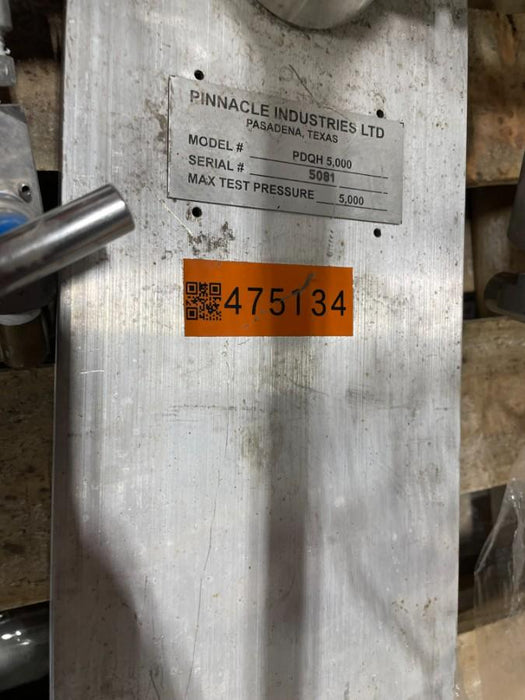 PINNACLE INDUSTRIES LTD
PASADENA, TEXAS
MODEL # PDQH 5,000
SERIAL # 5081
MAX TEST PRESSURE 5,000
475134